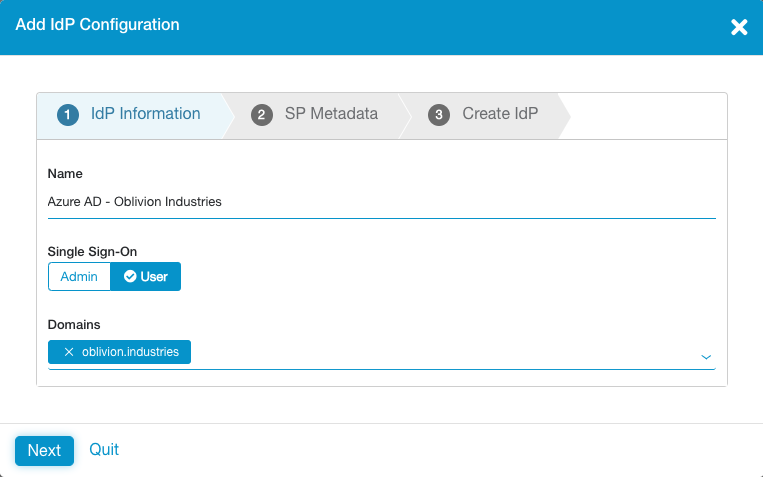 Add IdP Configuration
1 IdP Information 2 SP Metadata 3 Create IdP
Name
Azure AD - Oblivion Industries
Single Sign-On
Admin User
Domains
oblivion.industries
Next Quit